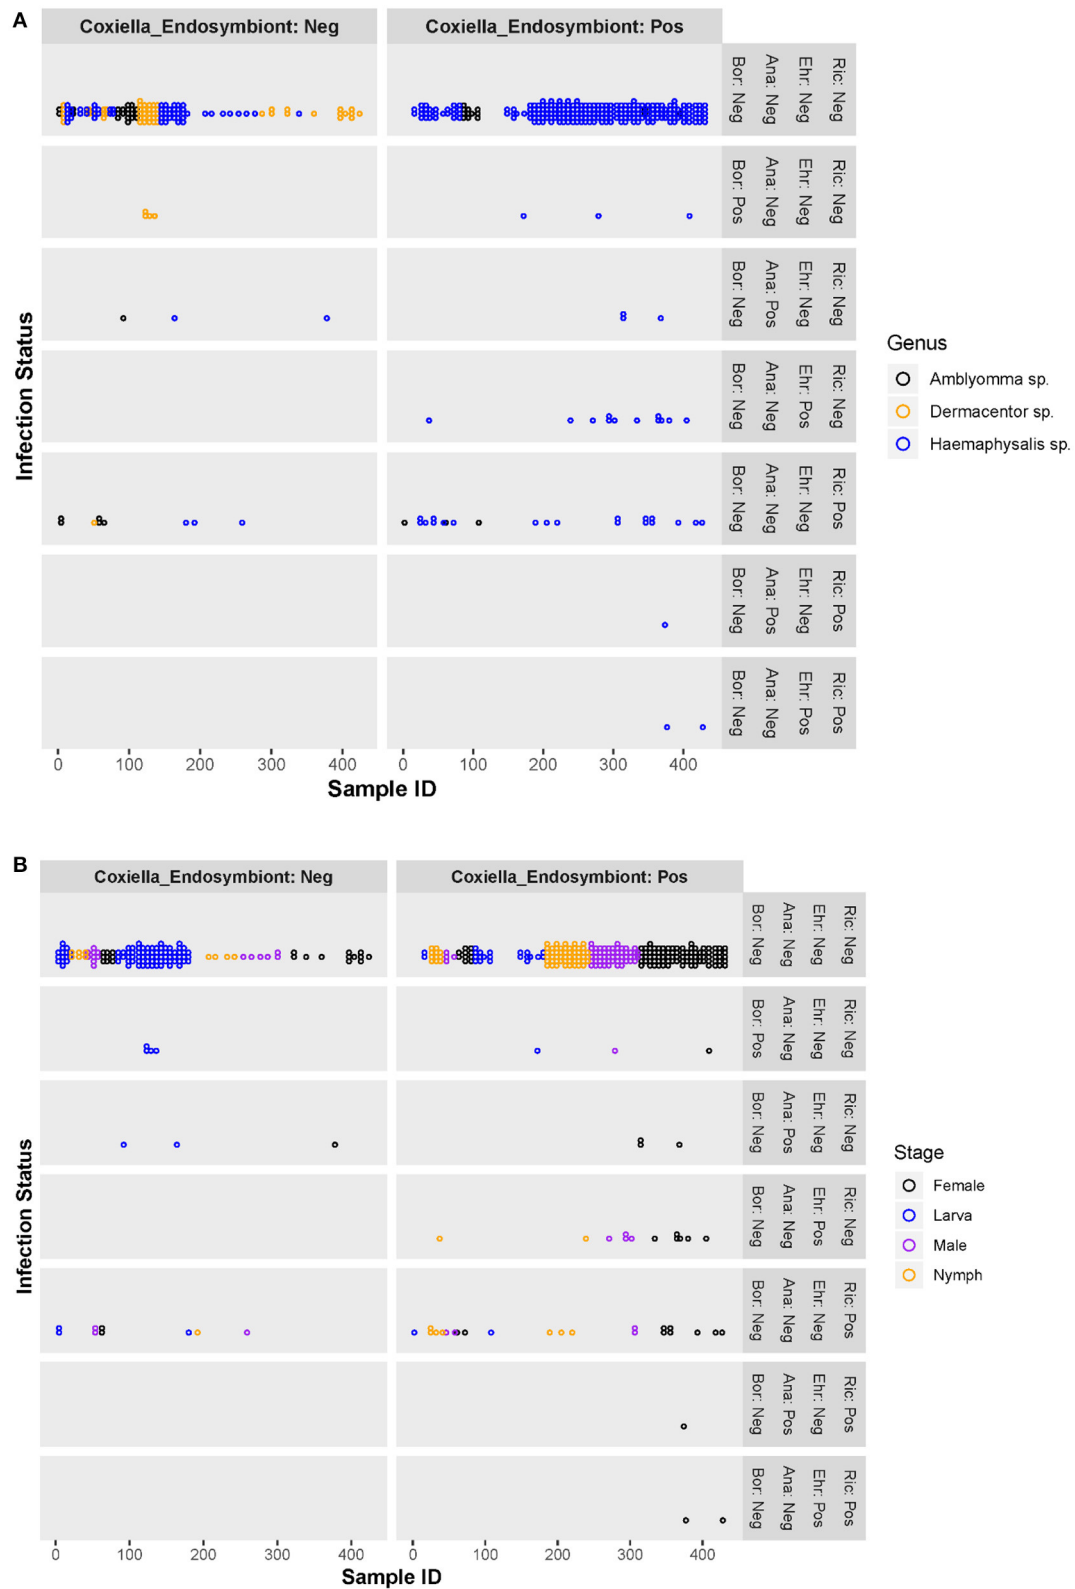 A
Coxiella_Endosymbiont: Neg
Coxiella_Endosymbiont: Pos
Bor: Neg
Ana: Neg
Ehr: Neg
Ric: Neg
Bor: Pos
Ana: Neg
Ehr: Neg
Ric: Neg
Bor: Neg
Ana: Pos
Ehr: Neg
Ric: Neg
Bor: Neg
Ana: Neg
Ehr: Pos
Ric: Neg
Bor: Neg
Ana: Neg
Ehr: Neg
Ric: Pos
Bor: Neg
Ana: Pos
Ehr: Neg
Ric: Pos
Bor: Neg
Ana: Neg
Ehr: Pos
Ric: Pos
Infection Status
0 100 200 300 400
0 100 200 300 400
Sample ID
Genus
Amblyomma sp.
Dermacentor sp.
Haemaphysalis sp.
B
Coxiella_Endosymbiont: Neg
Coxiella_Endosymbiont: Pos
Bor: Neg
Ana: Neg
Ehr: Neg
Ric: Neg
Bor: Pos
Ana: Neg
Ehr: Neg
Ric: Neg
Bor: Neg
Ana: Pos
Ehr: Neg
Ric: Neg
Bor: Neg
Ana: Neg
Ehr: Pos
Ric: Neg
Bor: Neg
Ana: Neg
Ehr: Neg
Ric: Pos
Bor: Neg
Ana: Pos
Ehr: Neg
Ric: Pos
Bor: Neg
Ana: Neg
Ehr: Pos
Ric: Pos
Infection Status
0 100 200 300 400
0 100 200 300 400
Sample ID
Stage
Female
Larva
Male
Nymph